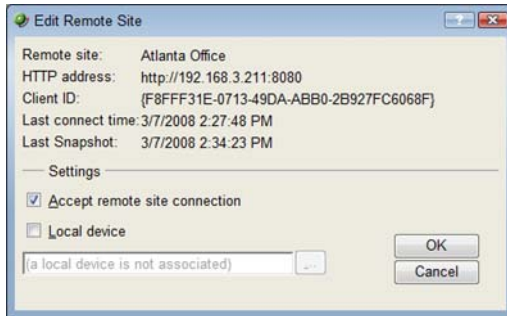 Edit Remote Site
Remote site: Atlanta Office
HTTP address: http://192.168.3.211:8080
Client ID: {F8FFF31E-0713-49DA-ABB0-2B927FC6068F}
Last connect time: 3/7/2008 2:27:48 PM
Last Snapshot: 3/7/2008 2:34:23 PM
Settings
Accept remote site connection
Local device
(a local device is not associated)
...
OK
Cancel